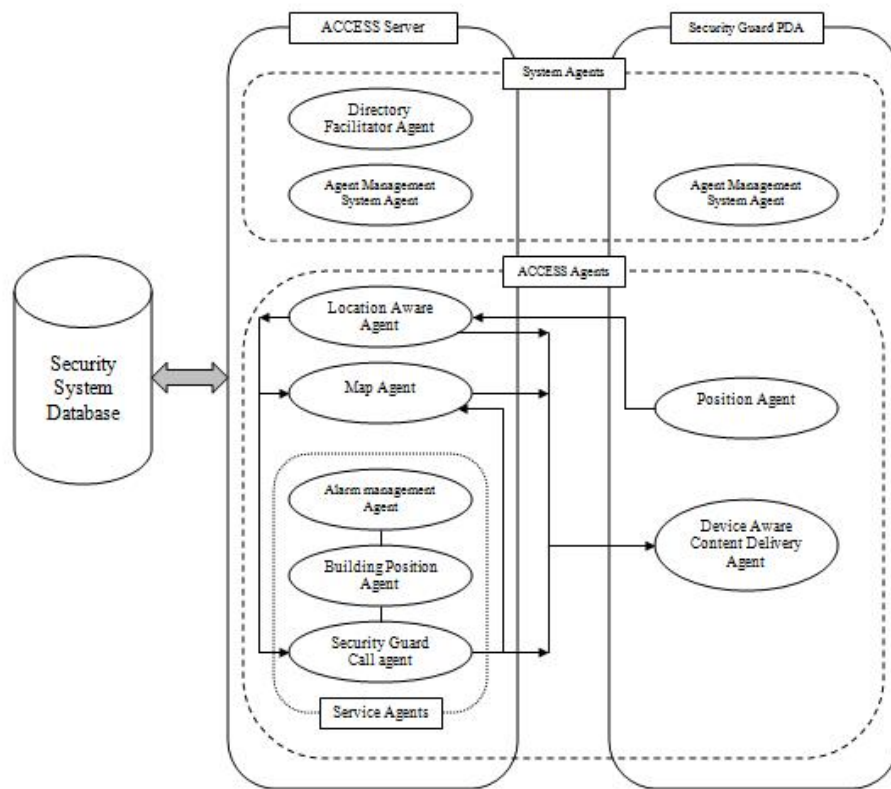 ACCESS Server
Security Guard PDA
System Agents
Directory
Facilitator Agent
Agent Management
System Agent
Agent Management
System Agent
ACCESS Agents
Location Aware
Agent
Security
System
Database
Map Agent
Position Agent
Alarm management
Agent
Device Aware
Content Delivery
Agent
Building Position
Agent
Security Guard
Call agent
Service Agents